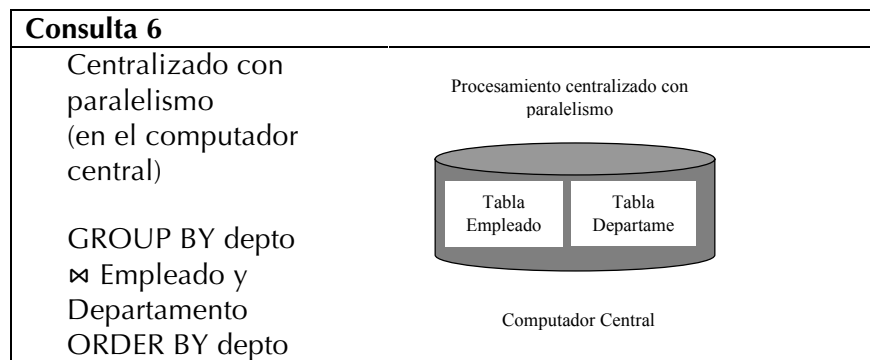 Consulta 6
Centralizado con
paralelismo
(en el computador
central)
GROUP BY depto
⋈ Empleado y
Departamento
ORDER BY depto
Procesamiento centralizado con
paralelismo
Tabla
Empleado
Tabla
Departame
Computador Central